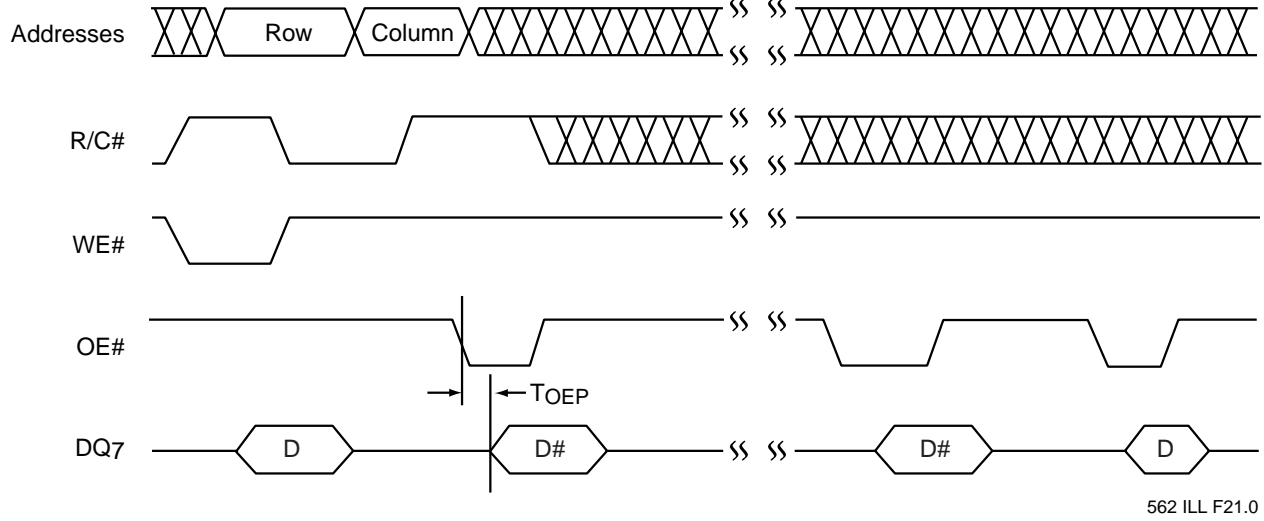 Addresses Row Column
R/C#
WE#
OE#
TOEP
DQ7 D D# D# D
562 ILL F21.0